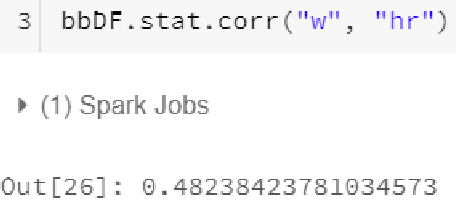 3 bbDF.stat.corr("w", "hr")
(1) Spark Jobs
Out[26]: 0.48238423781034573